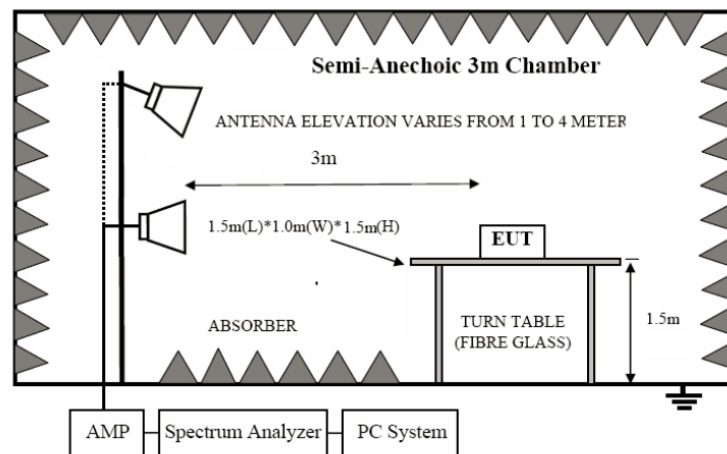 Semi-Anechoic 3m Chamber
ANTENNA ELEVATION VARIES FROM 1 TO 4 METER
3m
1.5m(L)*1.0m(W)*1.5m(H)
EUT
1.5m
ABSORBER
TURN TABLE
(FIBRE GLASS)
AMP
Spectrum Analyzer
PC System